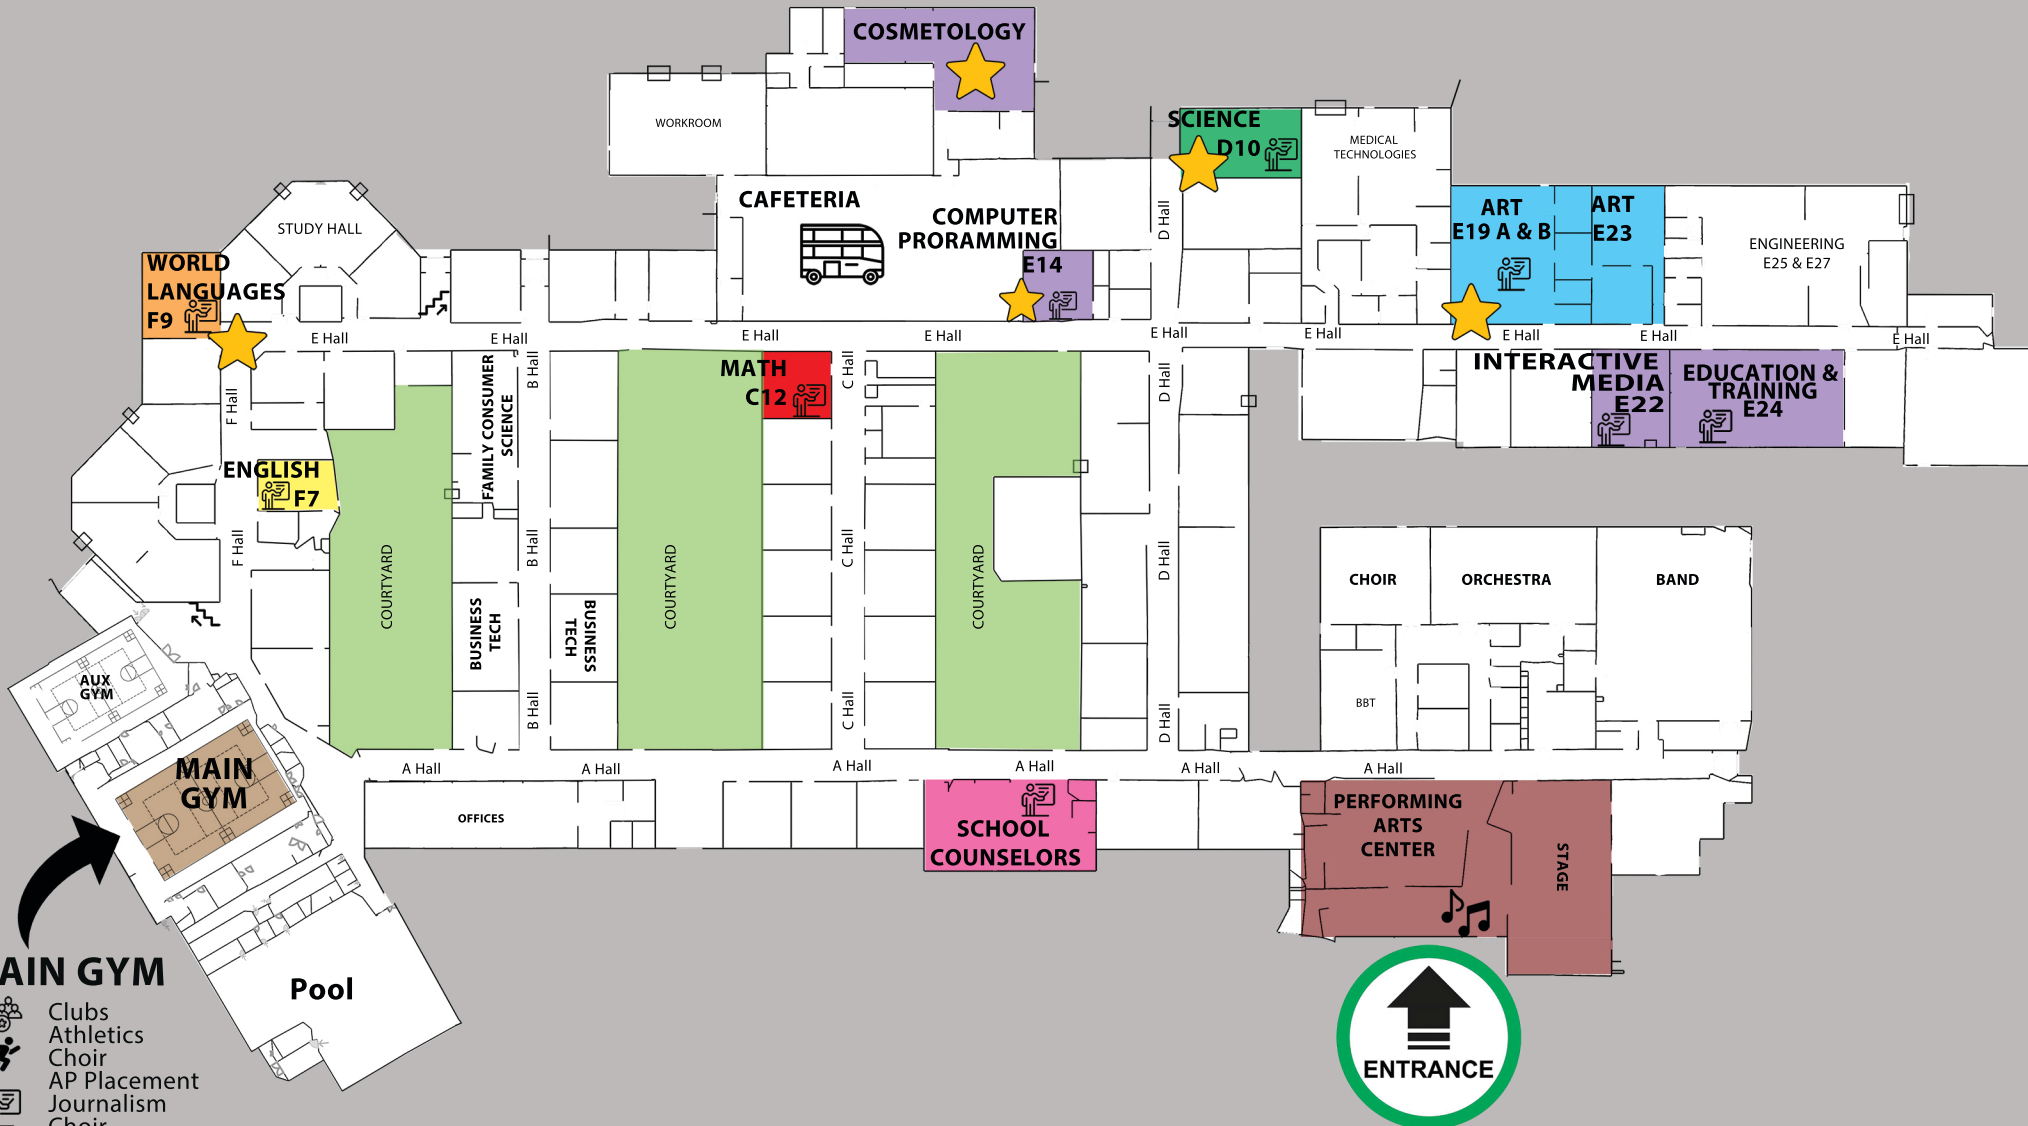 COSMETOLOGY
WORKROOM
SCIENCE
D10
MEDICAL
TECHNOLOGIES
STUDY HALL
CAFETERIA
COMPUTER
PRORAMMING
E14
D Hall
ART
E19 A & B
ART
E23
ENGINEERING
E25 & E27
WORLD
LANGUAGES
F9
E Hall
E Hall
E Hall
E Hall
E Hall
E Hall
E Hall
E Hall
E Hall
F Hall
FAMILY CONSUMER
SCIENCE
B Hall
MATH
C12
C Hall
D Hall
INTERACTIVE
MEDIA
E22
EDUCATION &
TRAINING
E24
ENGLISH
F7
F Hall
COURTYARD
B Hall
COURTYARD
C Hall
COURTYARD
D Hall
CHOIR
ORCHESTRA
BAND
BUSINESS
TECH
BUSINESS
TECH
AUX
GYM
B Hall
C Hall
D Hall
BBT
MAIN
GYM
A Hall
A Hall
A Hall
A Hall
A Hall
A Hall
OFFICES
SCHOOL
COUNSELORS
PERFORMING
ARTS
CENTER
STAGE
AIN GYM
Pool
Clubs
Athletics
Choir
AP Placement
Journalism
Choir
ENTRANCE